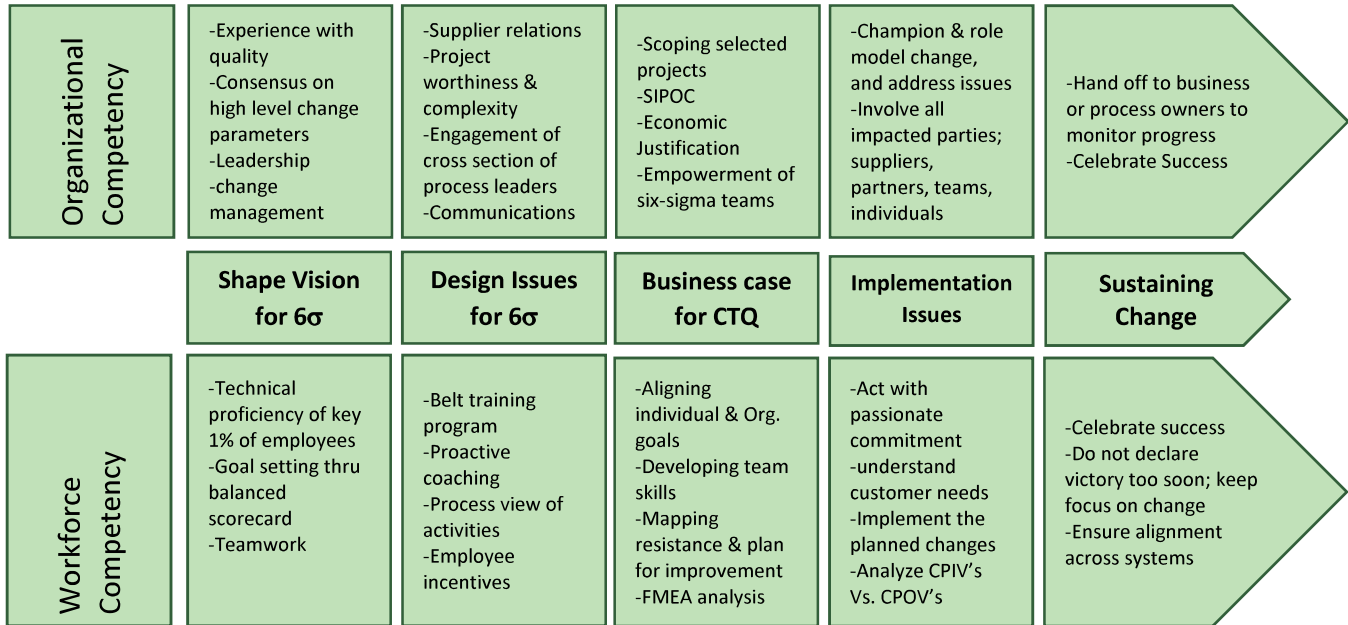 Organizational
Competency
-Experience with
quality
-Consensus on
high level change
parameters
-Leadership
-change
management
-Supplier relations
-Project
worthiness &
complexity
-Engagement of
cross section of
process leaders
-Communications
-Scoping selected
projects
-SIPOC
-Economic
Justification
-Empowerment of
six-sigma teams
-Champion & role
model change,
and address issues
-Involve all
impacted parties;
suppliers,
partners, teams,
individuals
-Hand off to business
or process owners to
monitor progress
-Celebrate Success
Shape Vision
for 6σ
Design Issues
for 6σ
Business case
for CTQ
Implementation
Issues
Sustaining
Change
Workforce
Competency
-Technical
proficiency of key
1% of employees
-Goal setting thru
balanced
scorecard
-Teamwork
-Belt training
program
-Proactive
coaching
-Process view of
activities
-Employee
incentives
-Aligning
individual & Org.
goals
-Developing team
skills
-Mapping
resistance & plan
for improvement
-FMEA analysis
-Act with
passionate
commitment
-understand
customer needs
-Implement the
planned changes
-Analyze CPIV’s
Vs. CPOV’s
-Celebrate success
-Do not declare
victory too soon; keep
focus on change
-Ensure alignment
across systems